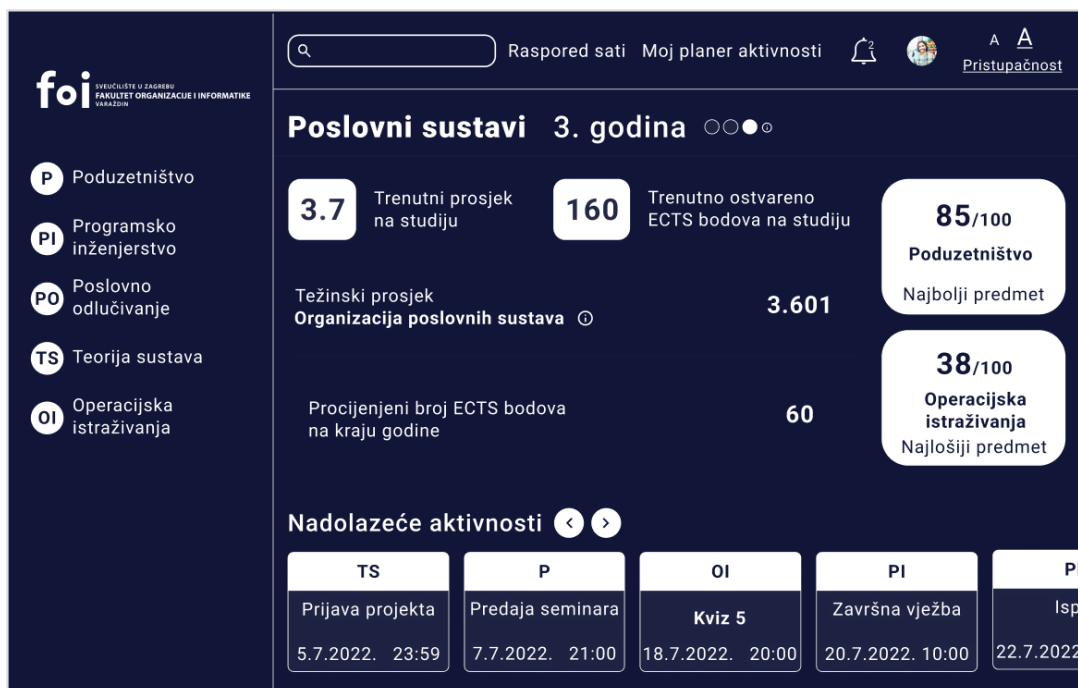 foi
SVEUČILIŠTE U ZAGREBU
FAKULTET ORGANIZACIJE I INFORMATIKE
VARAŽDIN
P Poduzetništvo
PI Programsko
inženjerstvo
PO Poslovno
odlučivanje
TS Teorija sustava
OI Operacijska
istraživanja
Raspored sati Moj planer aktivnosti 2 A A
Pristupačnost
Poslovni sustavi 3. godina
3.7 Trenutni prosjek
na studiju
160 Trenutno ostvareno
ECTS bodova na studiju
Težinski prosjek
Organizacija poslovnih sustava
3.601
Procijenjeni broj ECTS bodova
na kraju godine
60
85/100
Poduzetništvo
Najbolji predmet
38/100
Operacijska
istraživanja
Najlošiji predmet
Nadolazeće aktivnosti
TS
Prijava projekta
5.7.2022. 23:59
P
Predaja seminara
7.7.2022. 21:00
OI
Kviz 5
18.7.2022. 20:00
PI
Završna vježba
20.7.2022. 10:00
Isp
22.7.2022